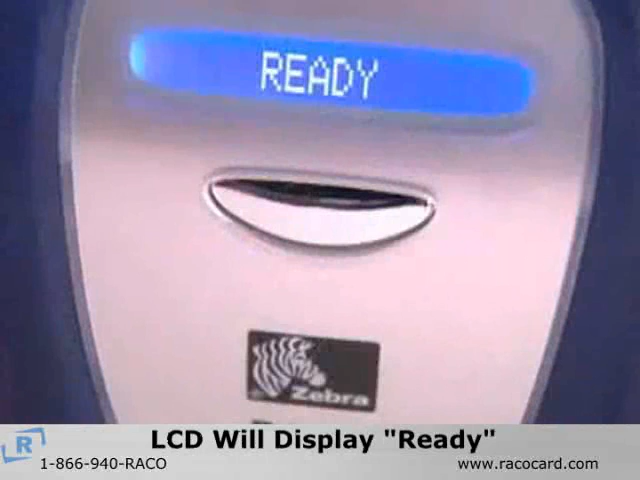 READY
Zebra
LCD Will Display "Ready"
R
1-866-940-RACO
www.racocard.com